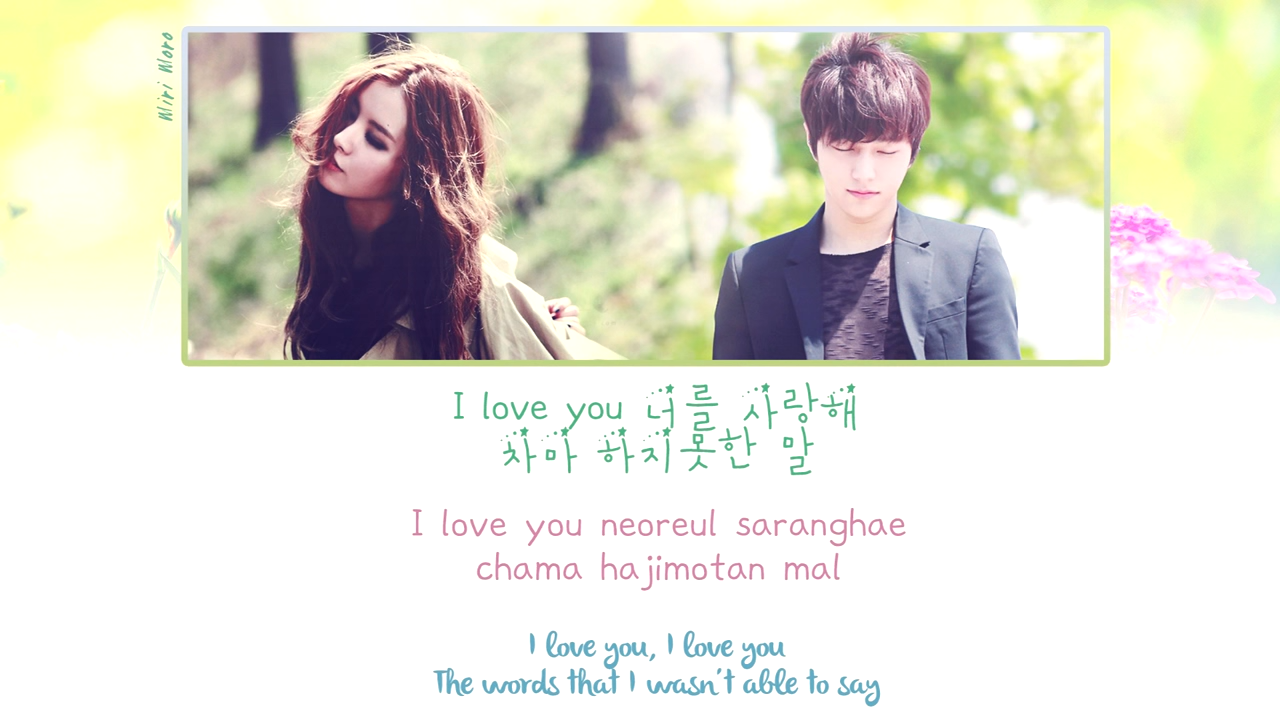 Miri Moro
I love you 너를 사랑해
차마 하지못한 말
I love you neoreul saranghae
chama hajimotan mal
I love you, I love you
The words that I wasn't able to say